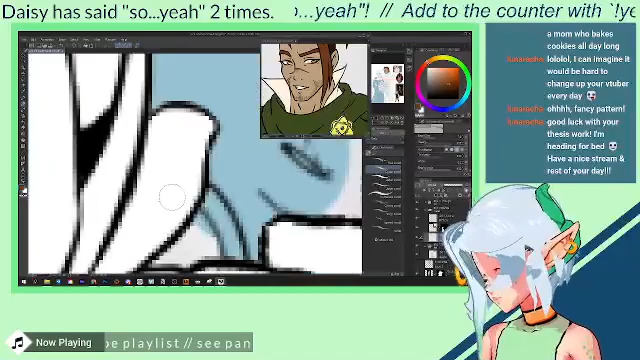 Daisy has said "so...yeah" 2 times.
...yeah"! // Add to the counter with `!ye
a mom who bakes
cookies all day long
lunarocha: lololol, I can imagine it
would be hard to
change up your vtuber
every day
ohhhh, fancy pattern!
good luck with your
thesis work! I'm
heading for bed
Have a nice stream &
rest of your day!!!
Now Playing
be playlist // see pan